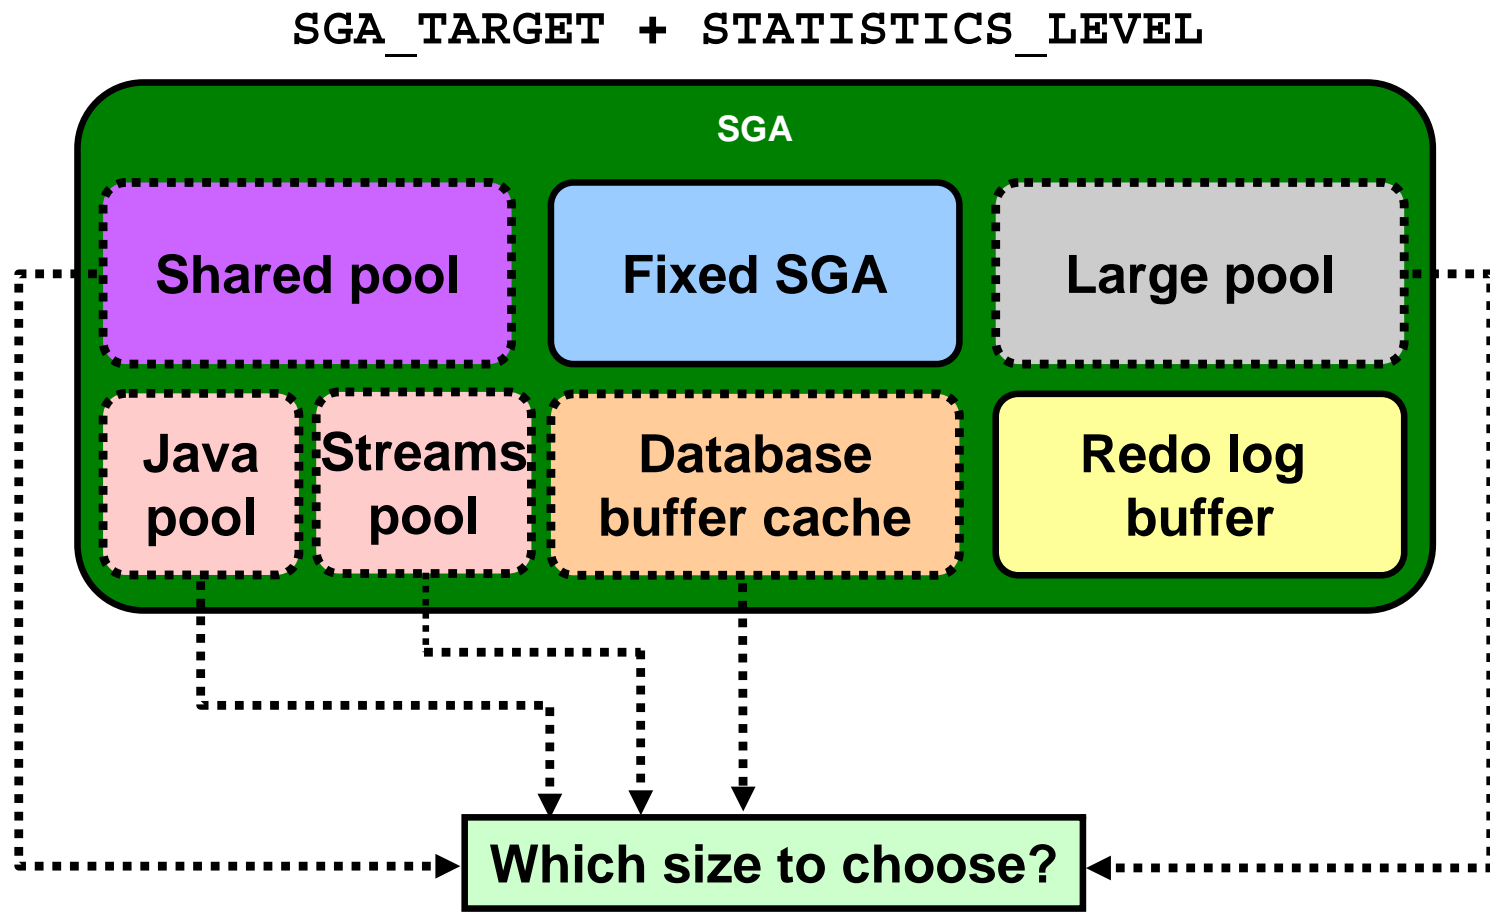 SGA_TARGET + STATISTICS_LEVEL
SGA
Shared pool
Fixed SGA
Large pool
Java
pool
Streams
pool
Database
buffer cache
Redo log
buffer
Which size to choose?